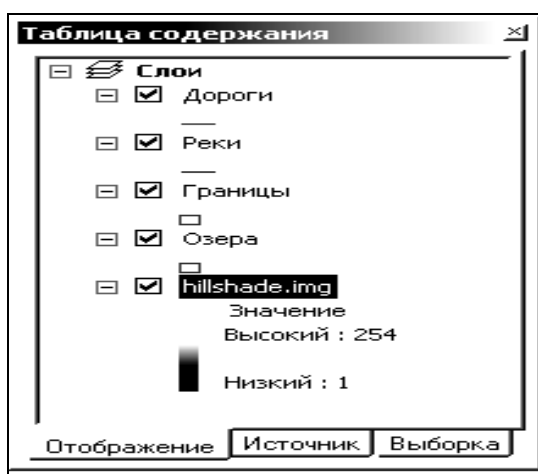 Таблица содержания
Слои
Дороги
Реки
Границы
Озера
hillshade.img
Значение
Высокий : 254
Низкий : 1
Отображение Источник Выборка